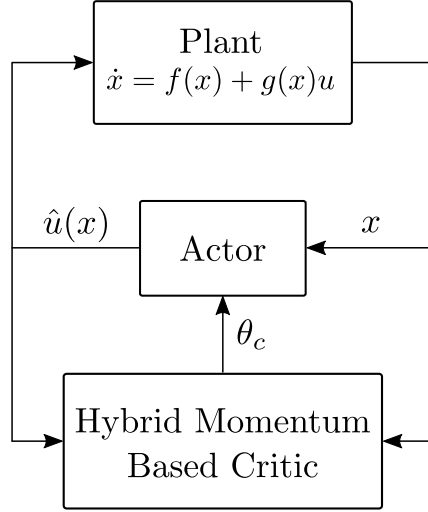 Plant
ẋ = f(x) + g(x)u
û(x)
x
Actor
θ_c
Hybrid Momentum
Based Critic